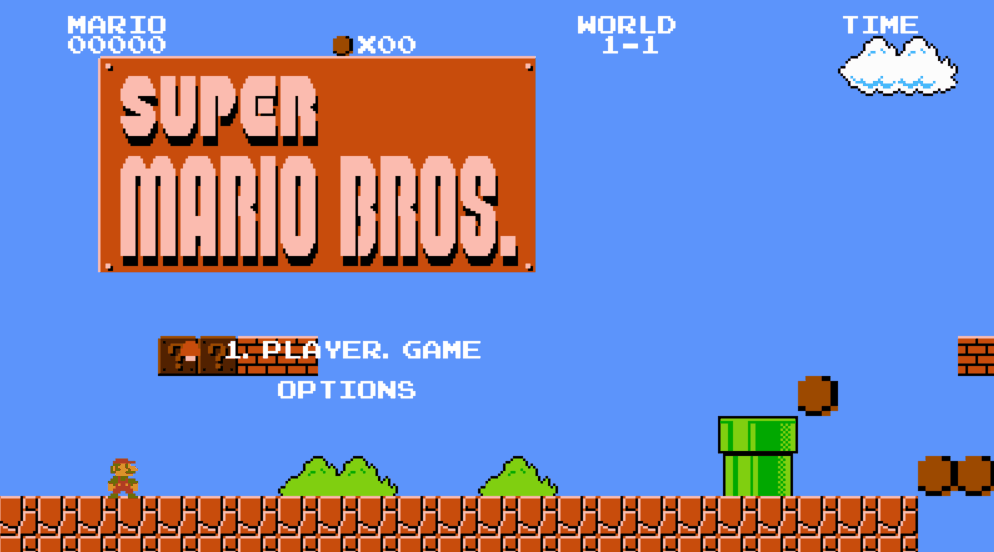 MARIO WORLD TIME
00000 X00 1-1
SUPER
MARIO BROS.
? ?
1. PLAYER. GAME
OPTIONS